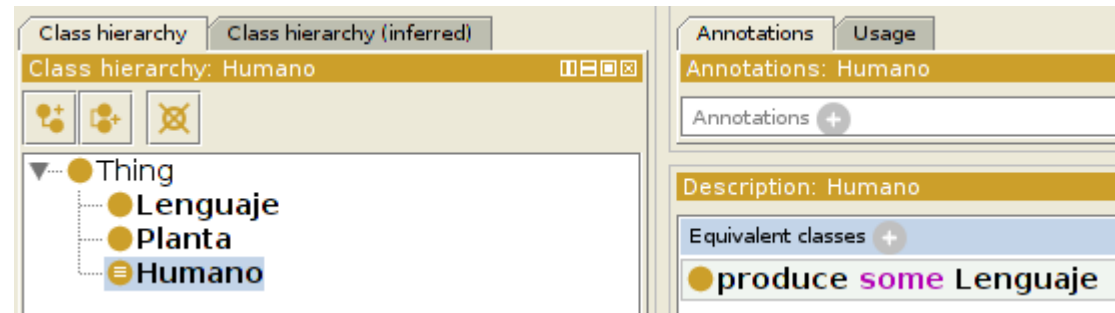 Class hierarchy
Class hierarchy (inferred)
Class hierarchy: Humano
Thing
Lenguaje
Planta
Humano
Annotations
Usage
Annotations: Humano
Annotations
Description: Humano
Equivalent classes
produce some Lenguaje